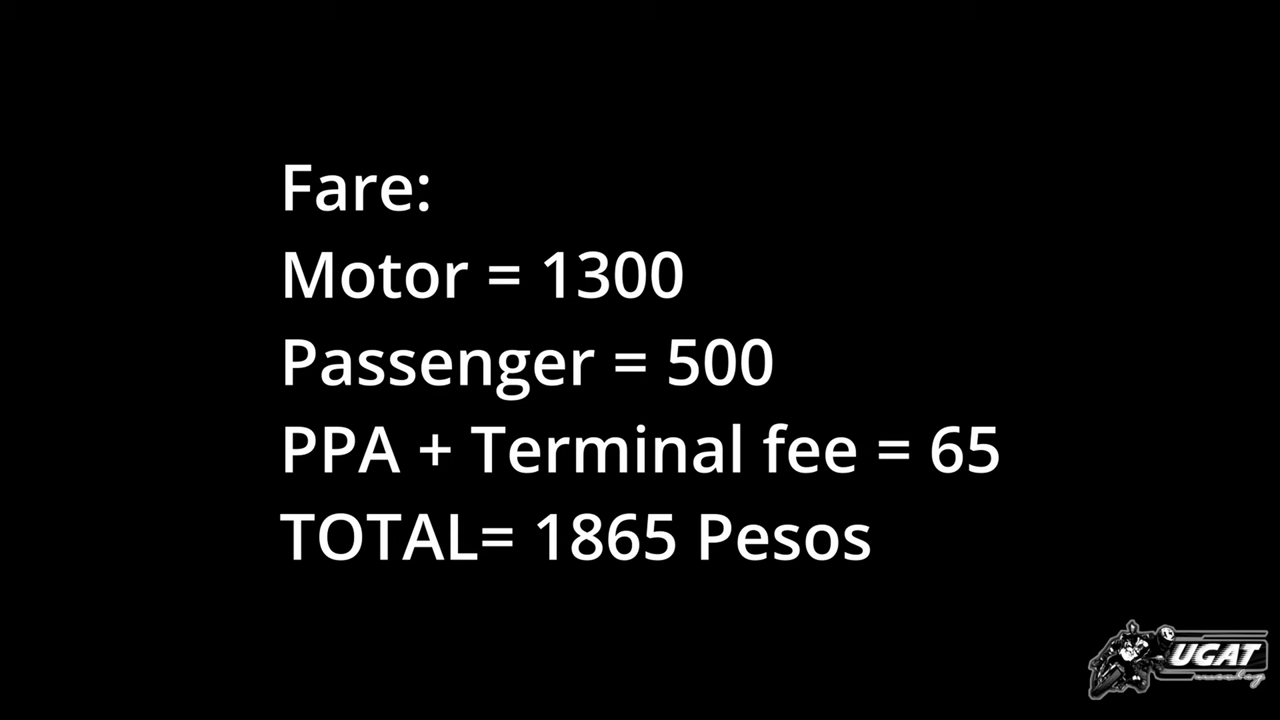 Fare:
Motor = 1300
Passenger = 500
PPA + Terminal fee = 65
TOTAL= 1865 Pesos
UGAT